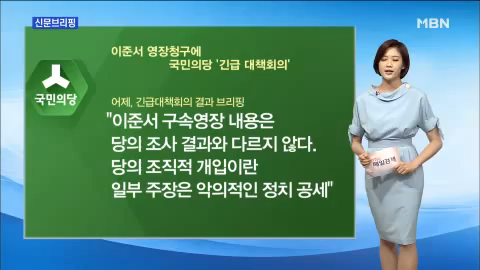 신문브리핑
MBN
이준서 영장청구에
국민의당 '긴급 대책회의'
국민의당
어제, 긴급대책회의 결과 브리핑
"이준서 구속영장 내용은
당의 조사 결과와 다르지 않다.
당의 조직적 개입이란
일부 주장은 악의적인 정치 공세"
매일경제